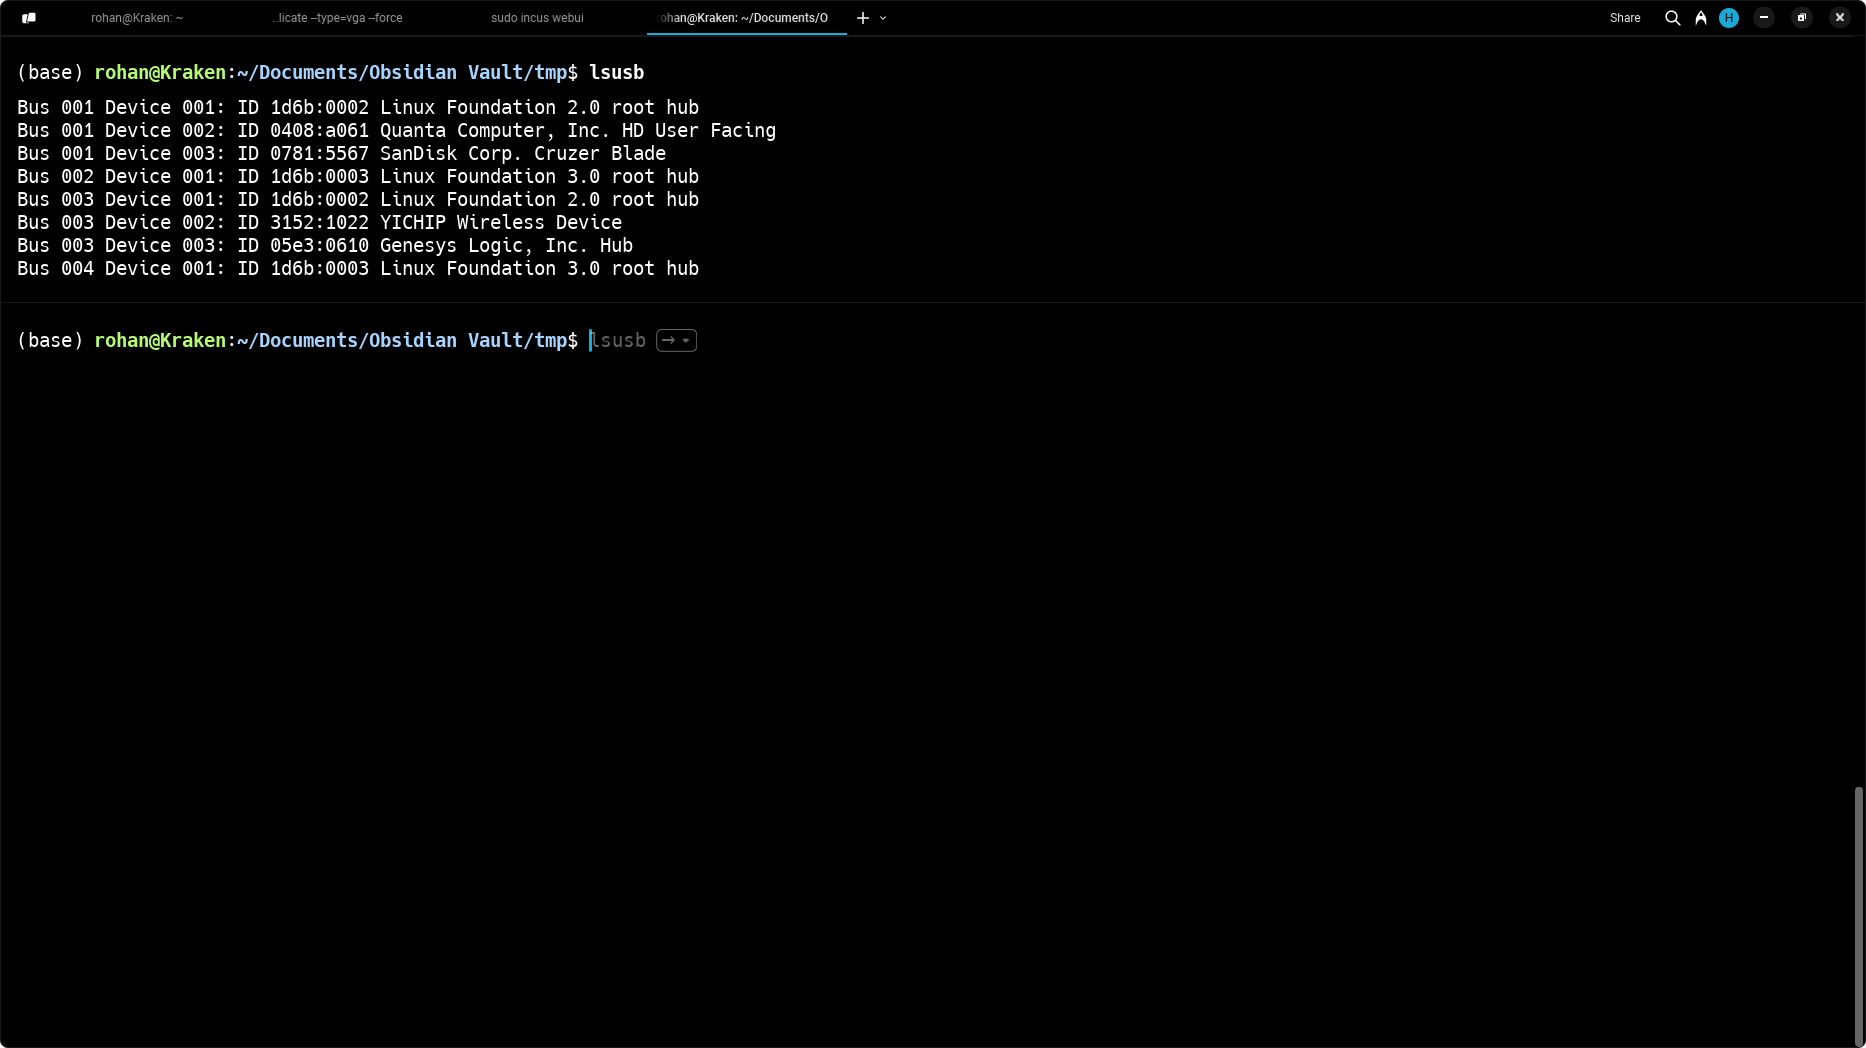 rohan@Kraken: ~
..licate --type=vga --force
sudo incus webui
rohan@Kraken: ~/Documents/O
Share
H
(base) rohan@Kraken:~/Documents/Obsidian Vault/tmp$ lsusb
Bus 001 Device 001: ID 1d6b:0002 Linux Foundation 2.0 root hub
Bus 001 Device 002: ID 0408:a061 Quanta Computer, Inc. HD User Facing
Bus 001 Device 003: ID 0781:5567 SanDisk Corp. Cruzer Blade
Bus 002 Device 001: ID 1d6b:0003 Linux Foundation 3.0 root hub
Bus 003 Device 001: ID 1d6b:0002 Linux Foundation 2.0 root hub
Bus 003 Device 002: ID 3152:1022 YICHIP Wireless Device
Bus 003 Device 003: ID 05e3:0610 Genesys Logic, Inc. Hub
Bus 004 Device 001: ID 1d6b:0003 Linux Foundation 3.0 root hub
(base) rohan@Kraken:~/Documents/Obsidian Vault/tmp$ lsusb